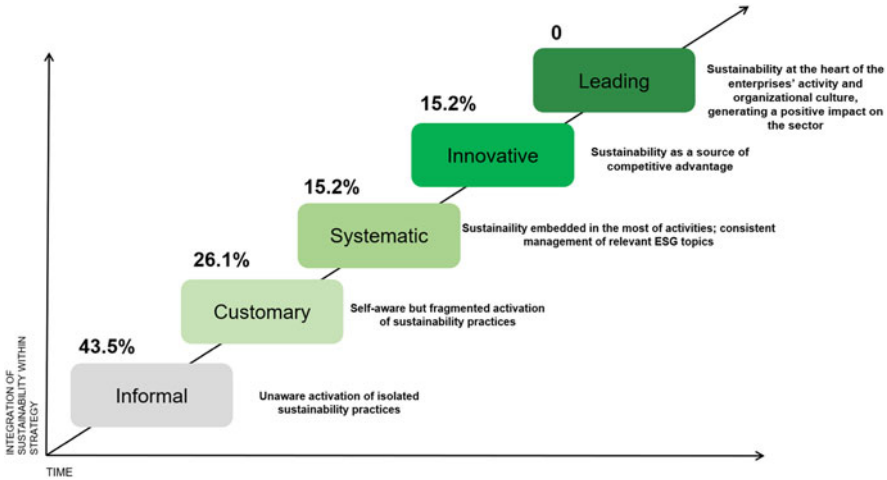 0
Leading
Sustainability at the heart of the
enterprises' activity and
organizational culture,
generating a positive impact on
the sector
15.2%
Innovative
Sustainability as a source of
competitive advantage
15.2%
Systematic
Sustainaility embedded in the most of activities; consistent
management of relevant ESG topics
26.1%
Customary
Self-aware but fragmented activation
of sustainability practices
43.5%
Informal
Unaware activation of isolated
sustainability practices
INTEGRATION OF
SUSTAINABILITY WITHIN
STRATEGY
TIME